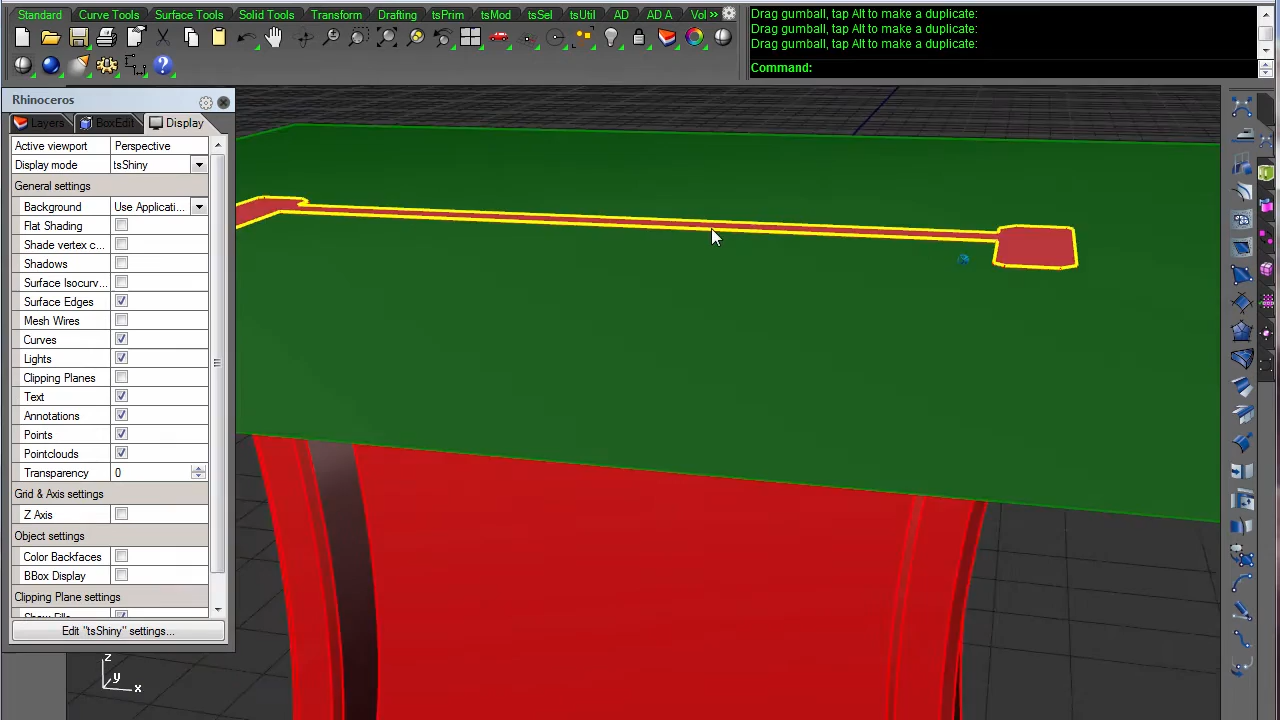 Standard Curve Tools Surface Tools Solid Tools Transform Drafting tsPrim tsMod tsSel tsUtil AD AD A Vol »
Drag gumball, tap Alt to make a duplicate:
Drag gumball, tap Alt to make a duplicate:
Drag gumball, tap Alt to make a duplicate:
Command:
Rhinoceros
Layers BoxEdit Display
Active viewport Perspective
Display mode tsShiny
General settings
Background Use Applicati...
Flat Shading
Shade vertex c...
Shadows
Surface Isocurv...
Surface Edges
Mesh Wires
Curves
Lights
Clipping Planes
Text
Annotations
Points
Pointclouds
Transparency 0
Grid & Axis settings
Z Axis
Object settings
Color Backfaces
BBox Display
Clipping Plane settings
Show Fills
Edit "tsShiny" settings...
z
y
x